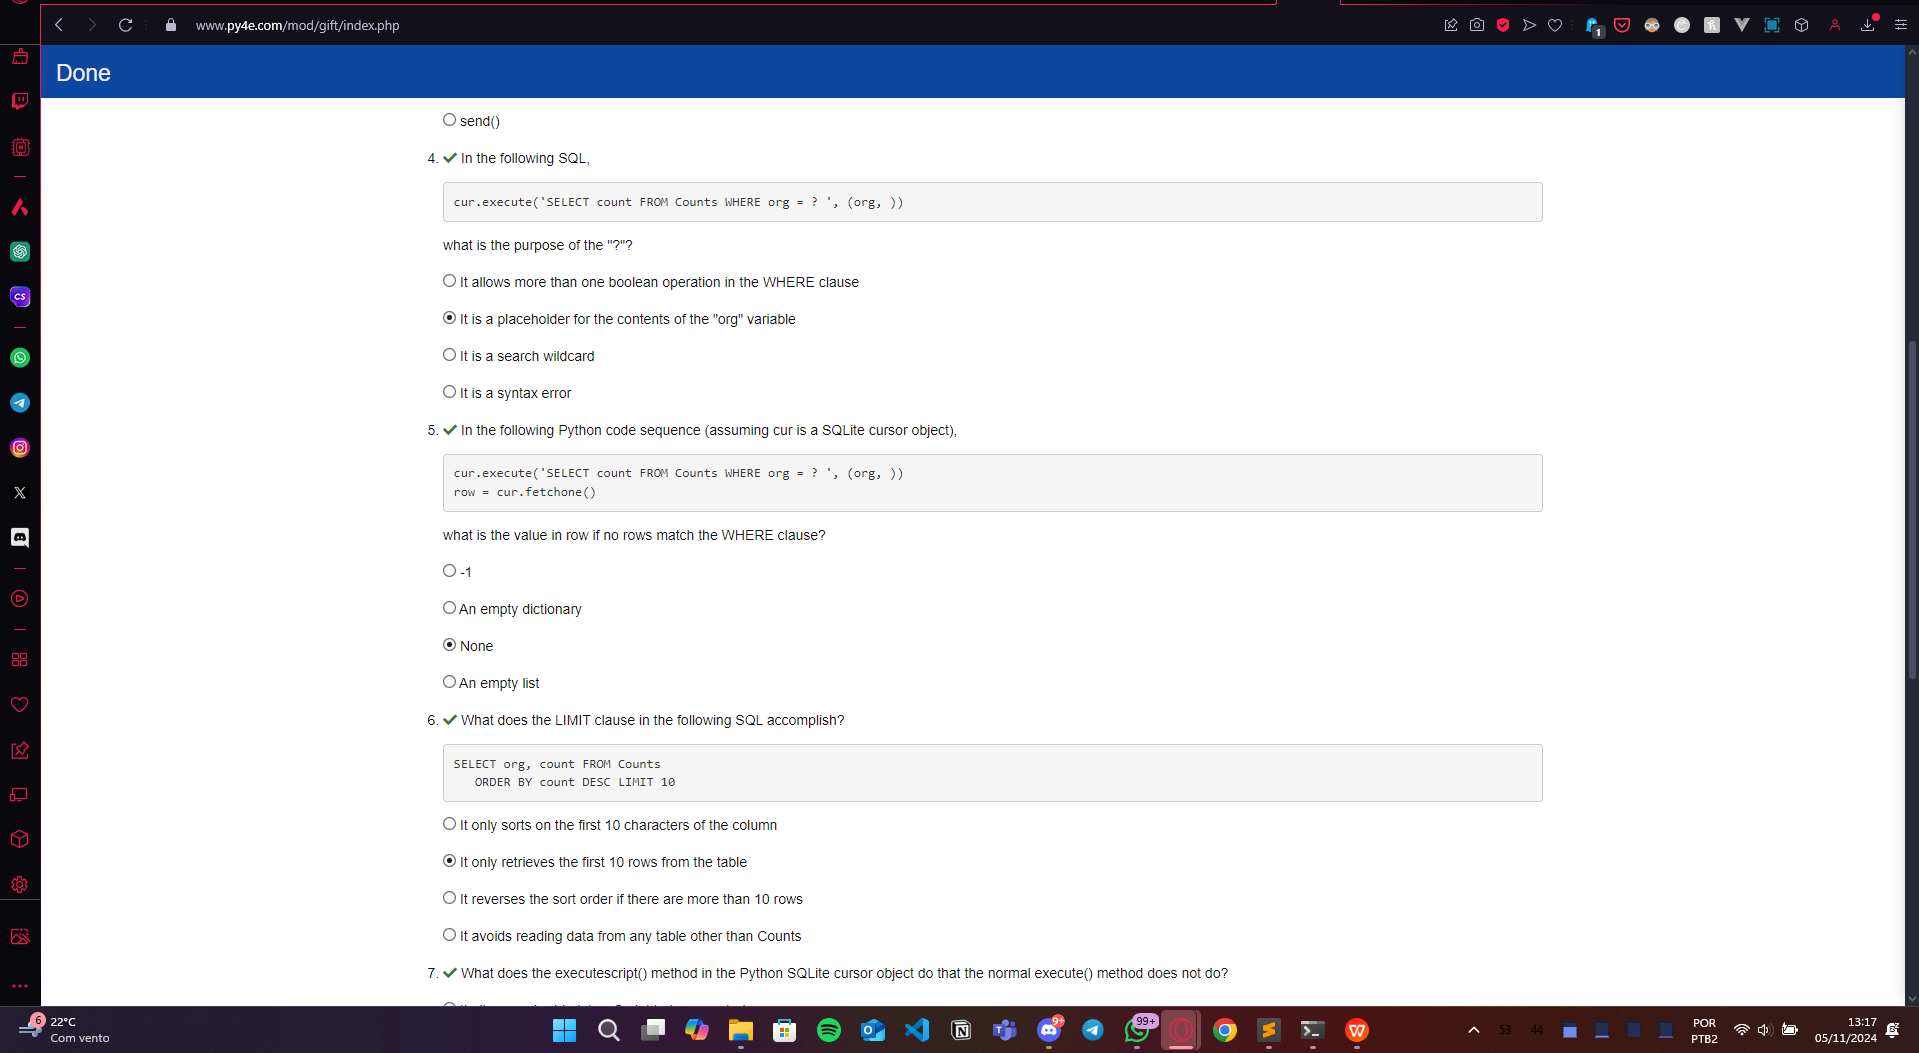 www.py4e.com/mod/gift/index.php
1
Done
send()
4. In the following SQL,
cur.execute('SELECT count FROM Counts WHERE org = ? ', (org, ))
what is the purpose of the "?"?
It allows more than one boolean operation in the WHERE clause
It is a placeholder for the contents of the "org" variable
It is a search wildcard
It is a syntax error
5. In the following Python code sequence (assuming cur is a SQLite cursor object),
cur.execute('SELECT count FROM Counts WHERE org = ? ', (org, ))
row = cur.fetchone()
what is the value in row if no rows match the WHERE clause?
-1
An empty dictionary
None
An empty list
6. What does the LIMIT clause in the following SQL accomplish?
SELECT org, count FROM Counts
ORDER BY count DESC LIMIT 10
It only sorts on the first 10 characters of the column
It only retrieves the first 10 rows from the table
It reverses the sort order if there are more than 10 rows
It avoids reading data from any table other than Counts
7. What does the executescript() method in the Python SQLite cursor object do that the normal execute() method does not do?
CS
6
22°C
Com vento
9+
99+
53
44
POR
PTB2
13:17
05/11/2024